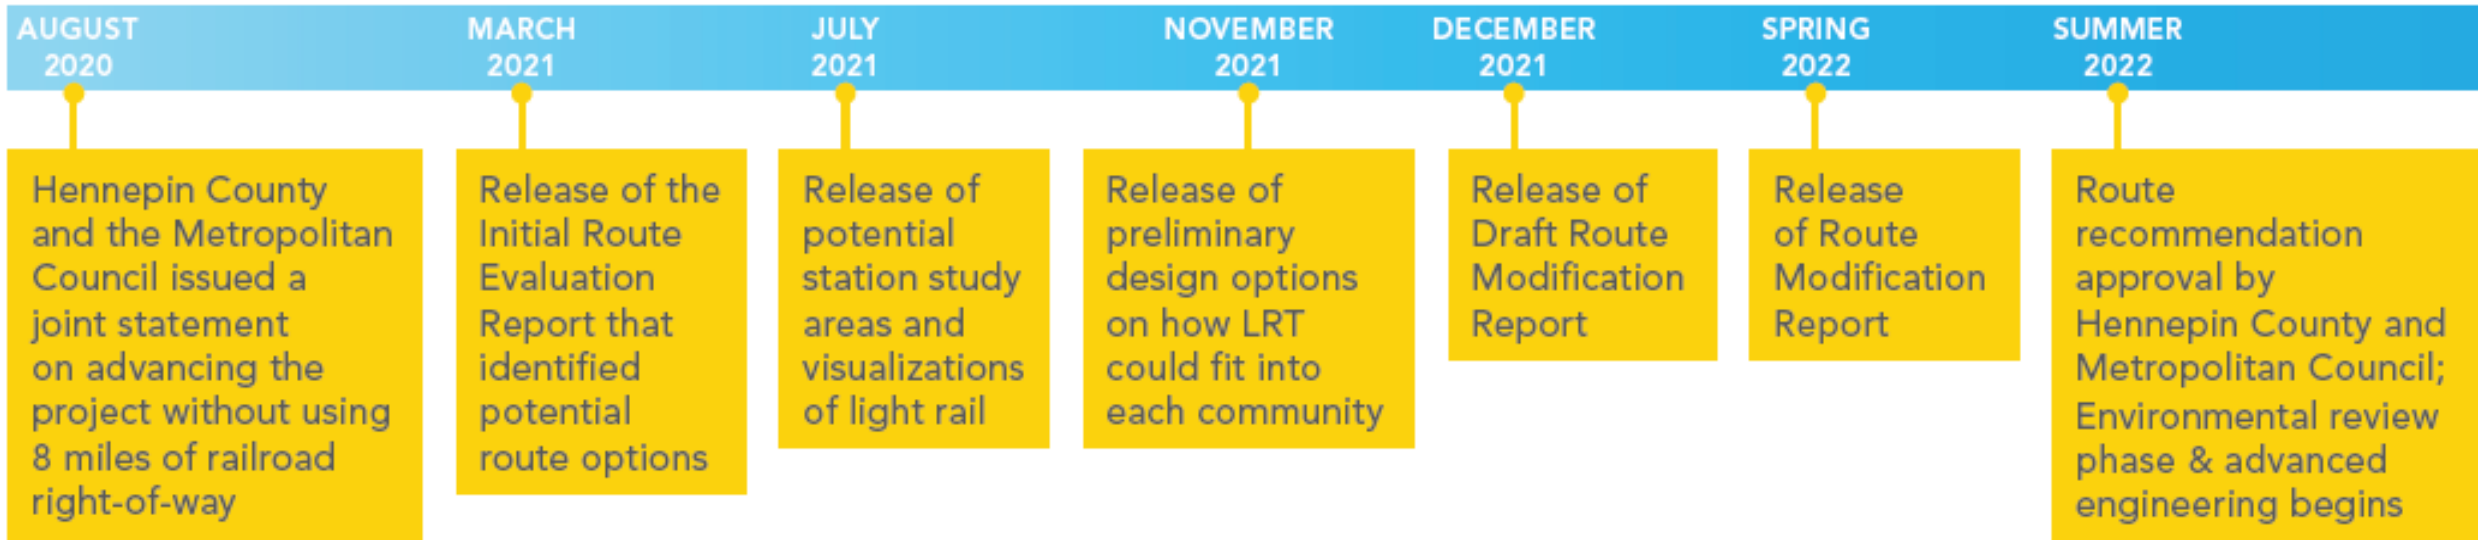 AUGUST
2020
MARCH
2021
JULY
2021
NOVEMBER
2021
DECEMBER
2021
SPRING
2022
SUMMER
2022
Hennepin County
and the Metropolitan
Council issued a
joint statement
on advancing the
project without using
8 miles of railroad
right-of-way
Release of the
Initial Route
Evaluation
Report that
identified
potential
route options
Release of
potential
station study
areas and
visualizations
of light rail
Release of
preliminary
design options
on how LRT
could fit into
each community
Release of
Draft Route
Modification
Report
Release
of Route
Modification
Report
Route
recommendation
approval by
Hennepin County and
Metropolitan Council;
Environmental review
phase & advanced
engineering begins